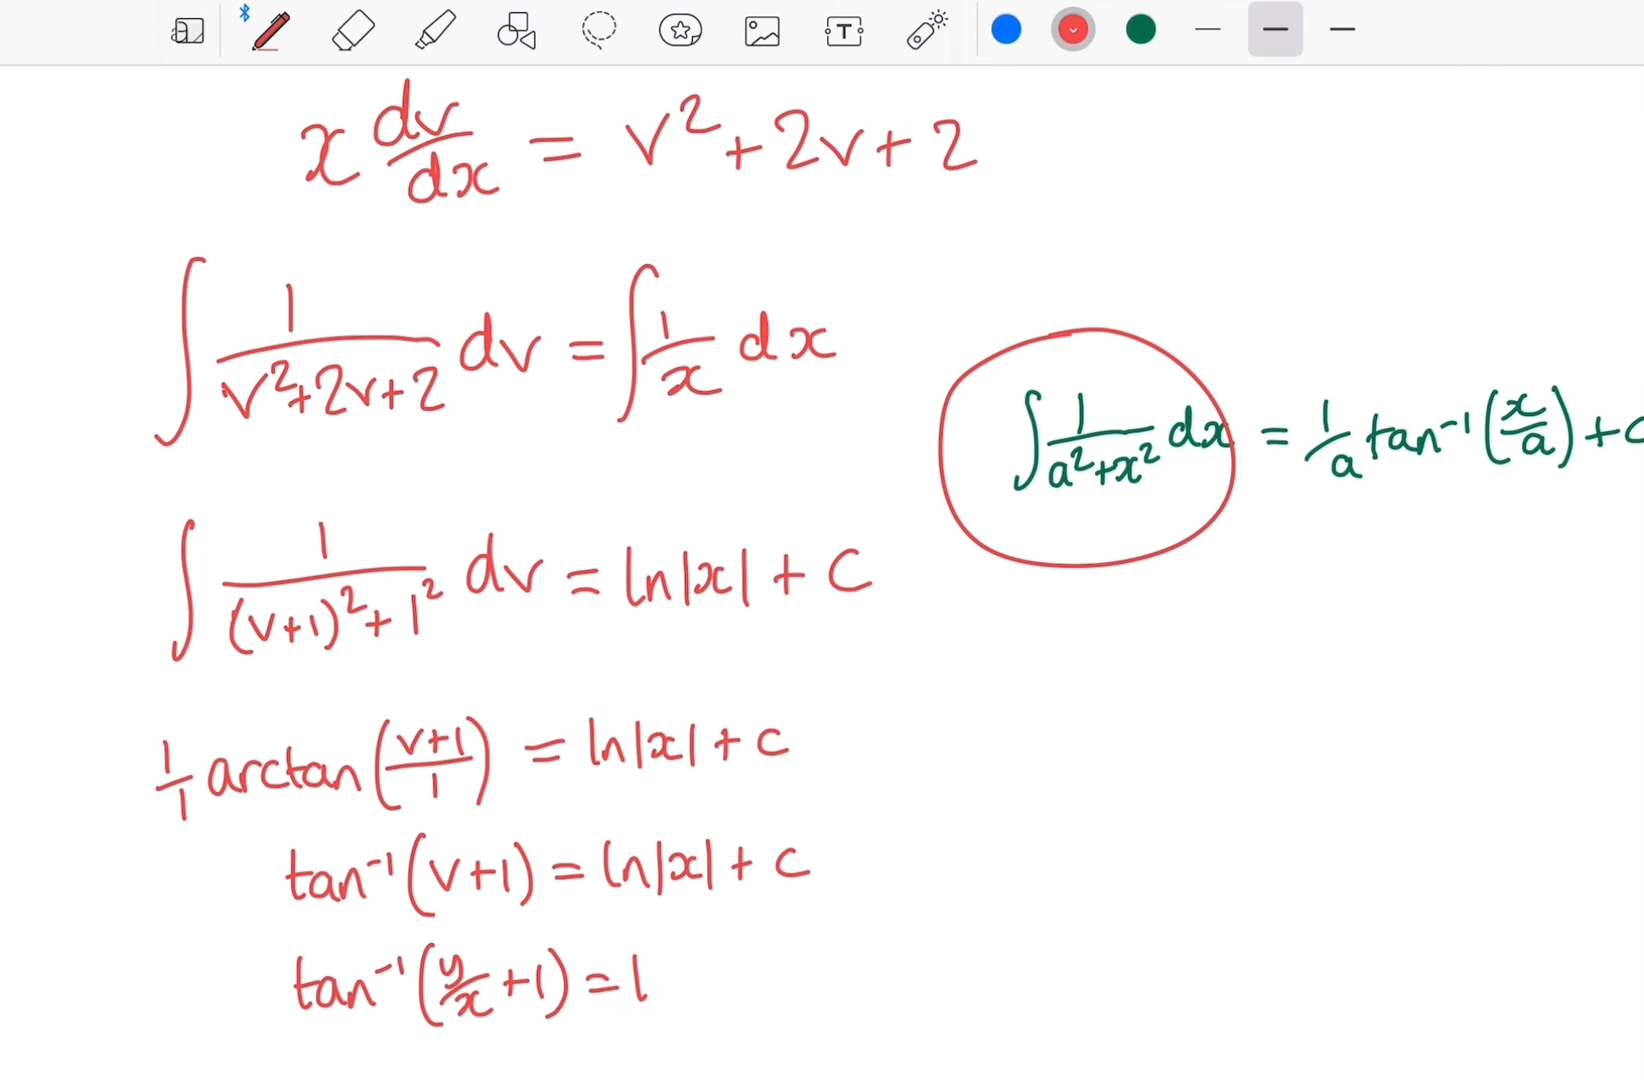 x dv/dx = v² + 2v + 2
∫ 1/(v² + 2v + 2) dv = ∫ 1/x dx
∫ 1/(a² + x²) dx = 1/a tan⁻¹(x/a) + c
∫ 1/((v+1)² + 1²) dv = ln|x| + C
1/1 arctan((v+1)/1) = ln|x| + c
tan⁻¹(v+1) = ln|x| + c
tan⁻¹(y/x + 1) = l